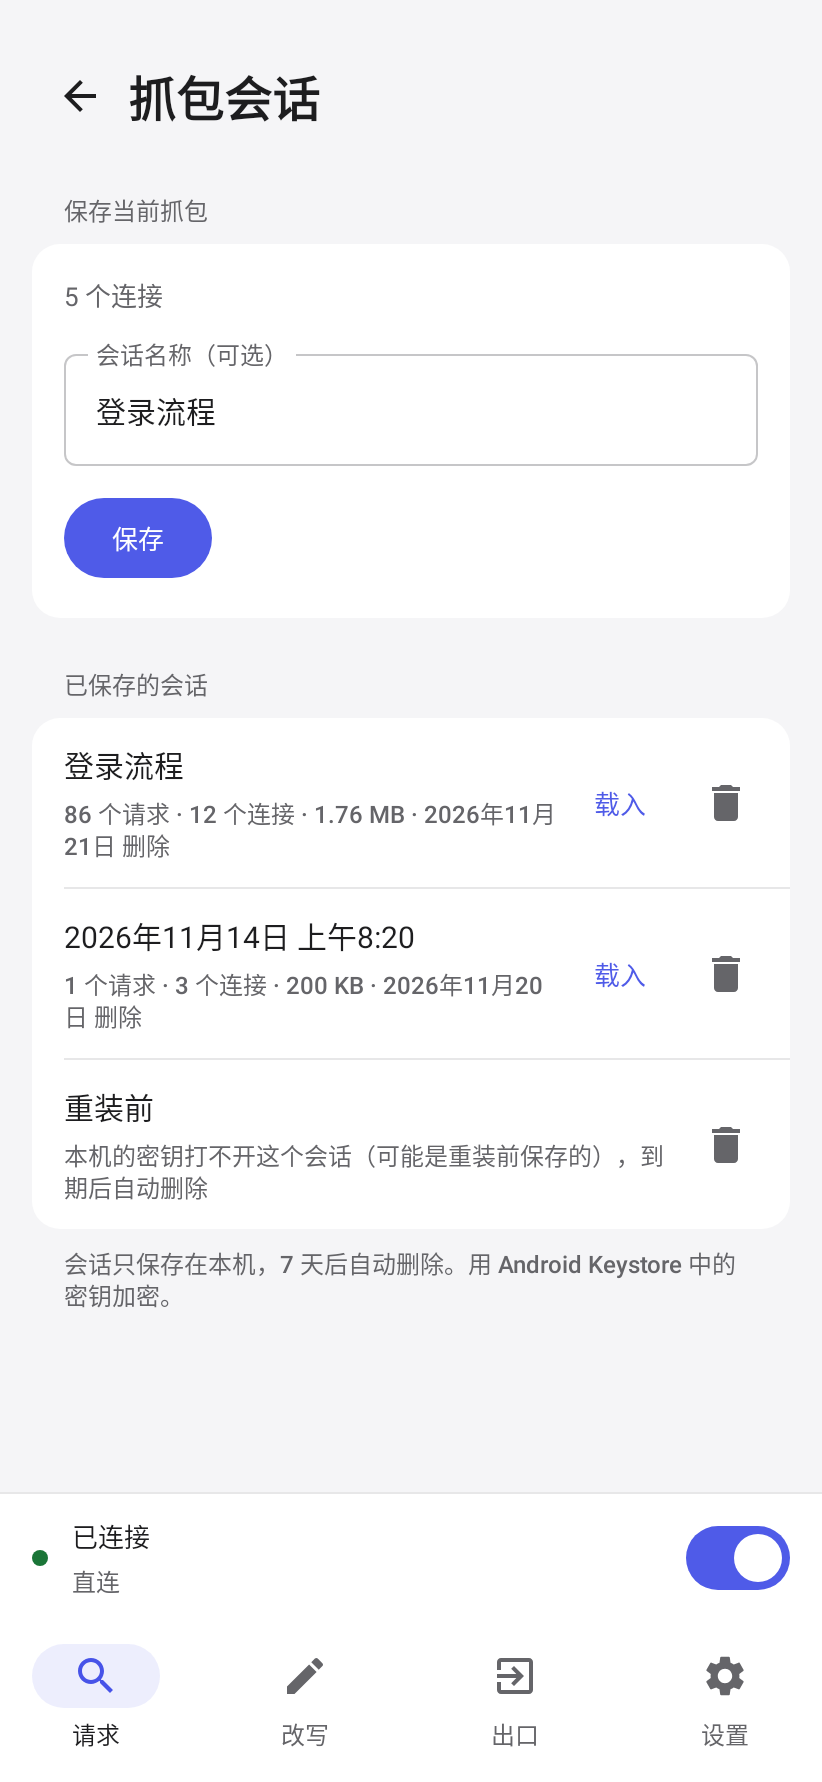 抓包会话
保存当前抓包
5 个连接
会话名称（可选）
登录流程
保存
已保存的会话
登录流程
86 个请求 · 12 个连接 · 1.76 MB · 2026年11月
21日 删除
载入
2026年11月14日 上午8:20
1 个请求 · 3 个连接 · 200 KB · 2026年11月20
日 删除
载入
重装前
本机的密钥打不开这个会话（可能是重装前保存的），到
期后自动删除
会话只保存在本机，7 天后自动删除。用 Android Keystore 中的
密钥加密。
已连接
直连
请求
改写
出口
设置